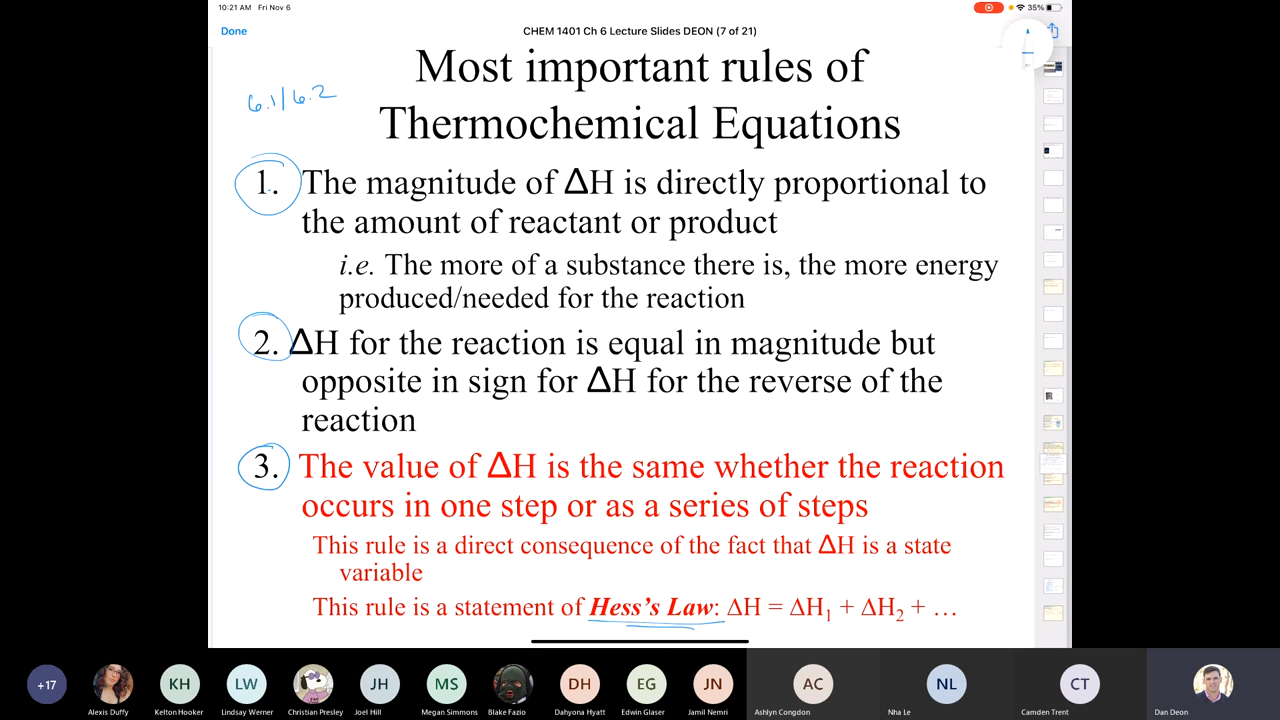 10:21 AM Fri Nov 6
35%
Done
CHEM 1401 Ch 6 Lecture Slides DEON (7 of 21)
Most important rules of
Thermochemical Equations
6.1/6.2
1. The magnitude of ΔH is directly proportional to
the amount of reactant or product
i.e. The more of a substance there is, the more energy
produced/needed for the reaction
2. ΔH for the reaction is equal in magnitude but
opposite in sign for ΔH for the reverse of the
reaction
3. The value of ΔH is the same whether the reaction
occurs in one step or as a series of steps
This rule is a direct consequence of the fact that ΔH is a state
variable
This rule is a statement of Hess's Law: ΔH = ΔH₁ + ΔH₂ + …
+17 KH LW JH MS DH EG JN AC NL CT
Alexis Duffy Kelton Hooker Lindsay Werner Christian Presley Joel Hill Megan Simmons Blake Fazio Dahyona Hyatt Edwin Glaser Jamil Nemri Ashlyn Congdon Nha Le Camden Trent Dan Deon